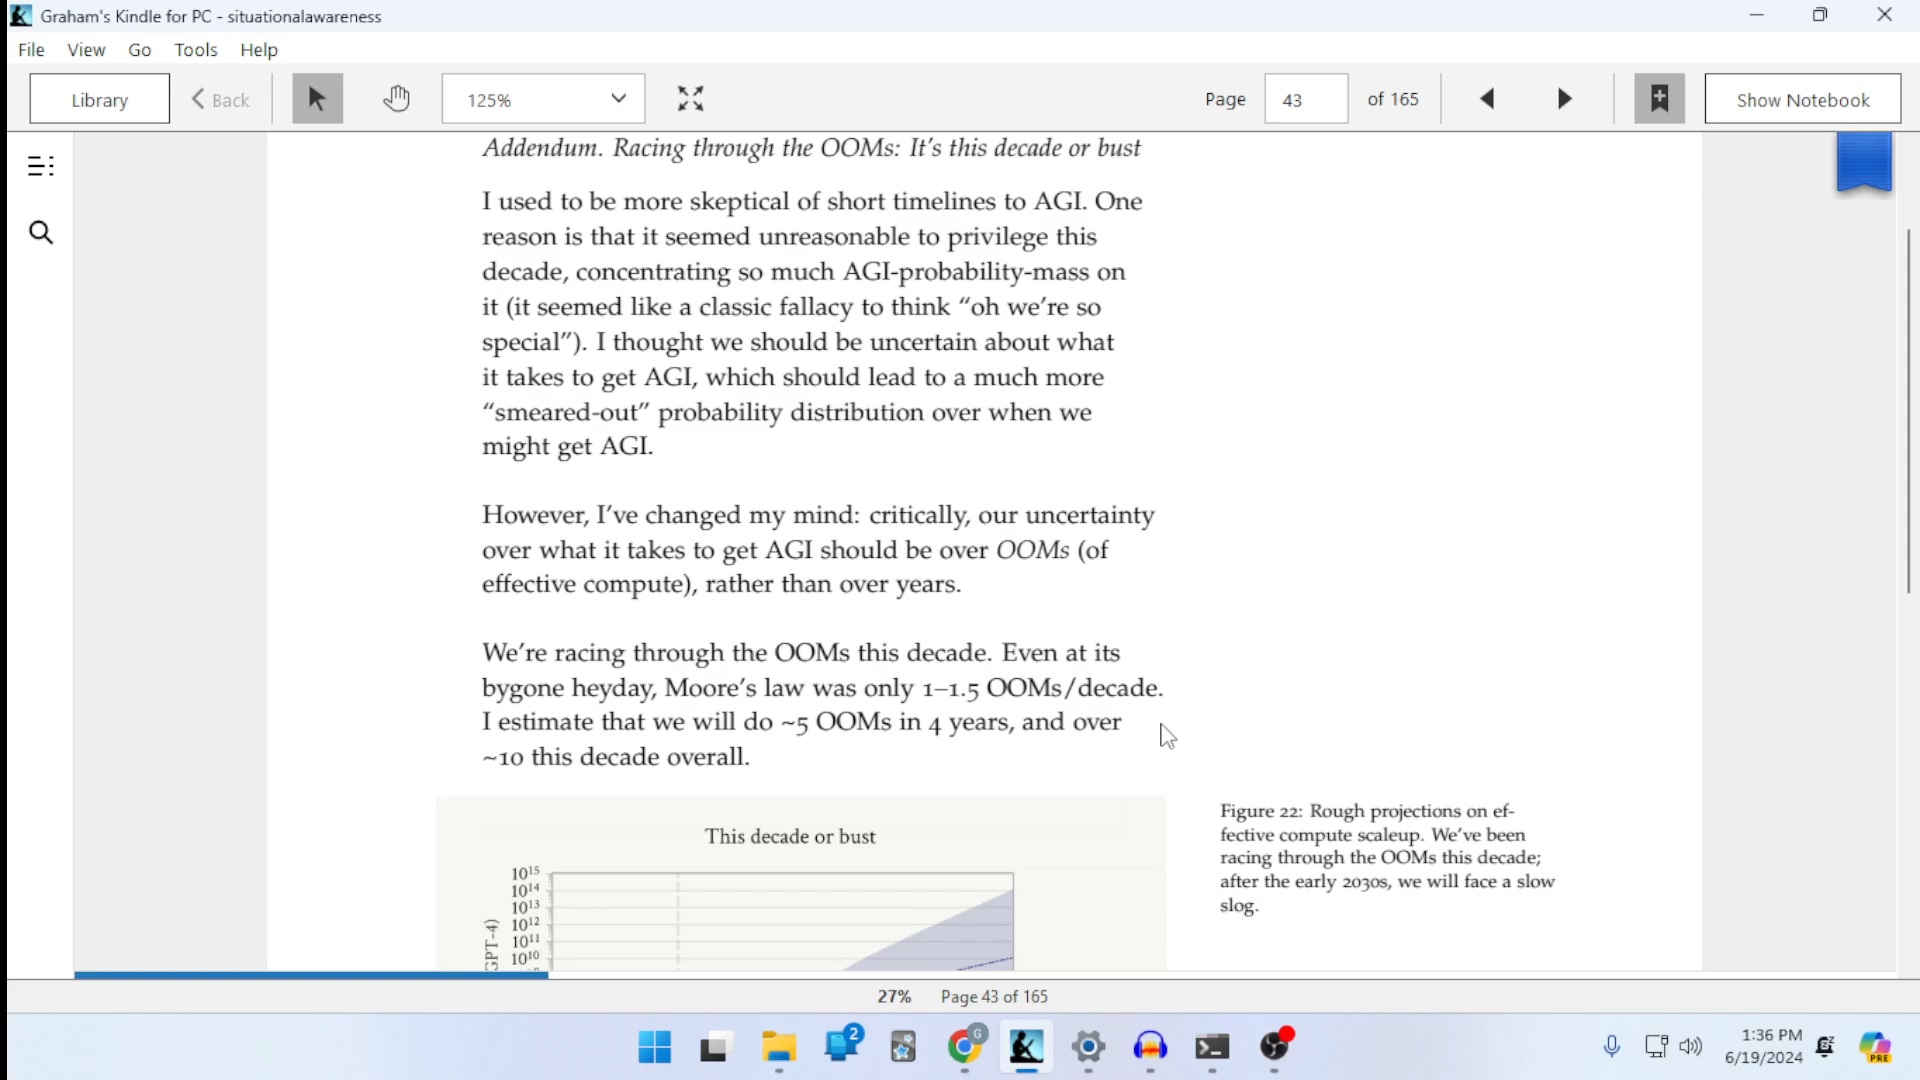 Graham's Kindle for PC - situationalawareness
File View Go Tools Help
Library Back 125% Page 43 of 165 Show Notebook
Addendum. Racing through the OOMs: It's this decade or bust
I used to be more skeptical of short timelines to AGI. One
reason is that it seemed unreasonable to privilege this
decade, concentrating so much AGI-probability-mass on
it (it seemed like a classic fallacy to think “oh we’re so
special”). I thought we should be uncertain about what
it takes to get AGI, which should lead to a much more
“smeared-out” probability distribution over when we
might get AGI.
However, I’ve changed my mind: critically, our uncertainty
over what it takes to get AGI should be over OOMs (of
effective compute), rather than over years.
We’re racing through the OOMs this decade. Even at its
bygone heyday, Moore’s law was only 1–1.5 OOMs/decade.
I estimate that we will do ~5 OOMs in 4 years, and over
~10 this decade overall.
This decade or bust
10¹⁵
10¹⁴
10¹³
10¹²
10¹¹
10¹⁰
GPT-4)
Figure 22: Rough projections on ef-
fective compute scaleup. We’ve been
racing through the OOMs this decade;
after the early 2030s, we will face a slow
slog.
27% Page 43 of 165
2
G
1:36 PM
6/19/2024
PRE